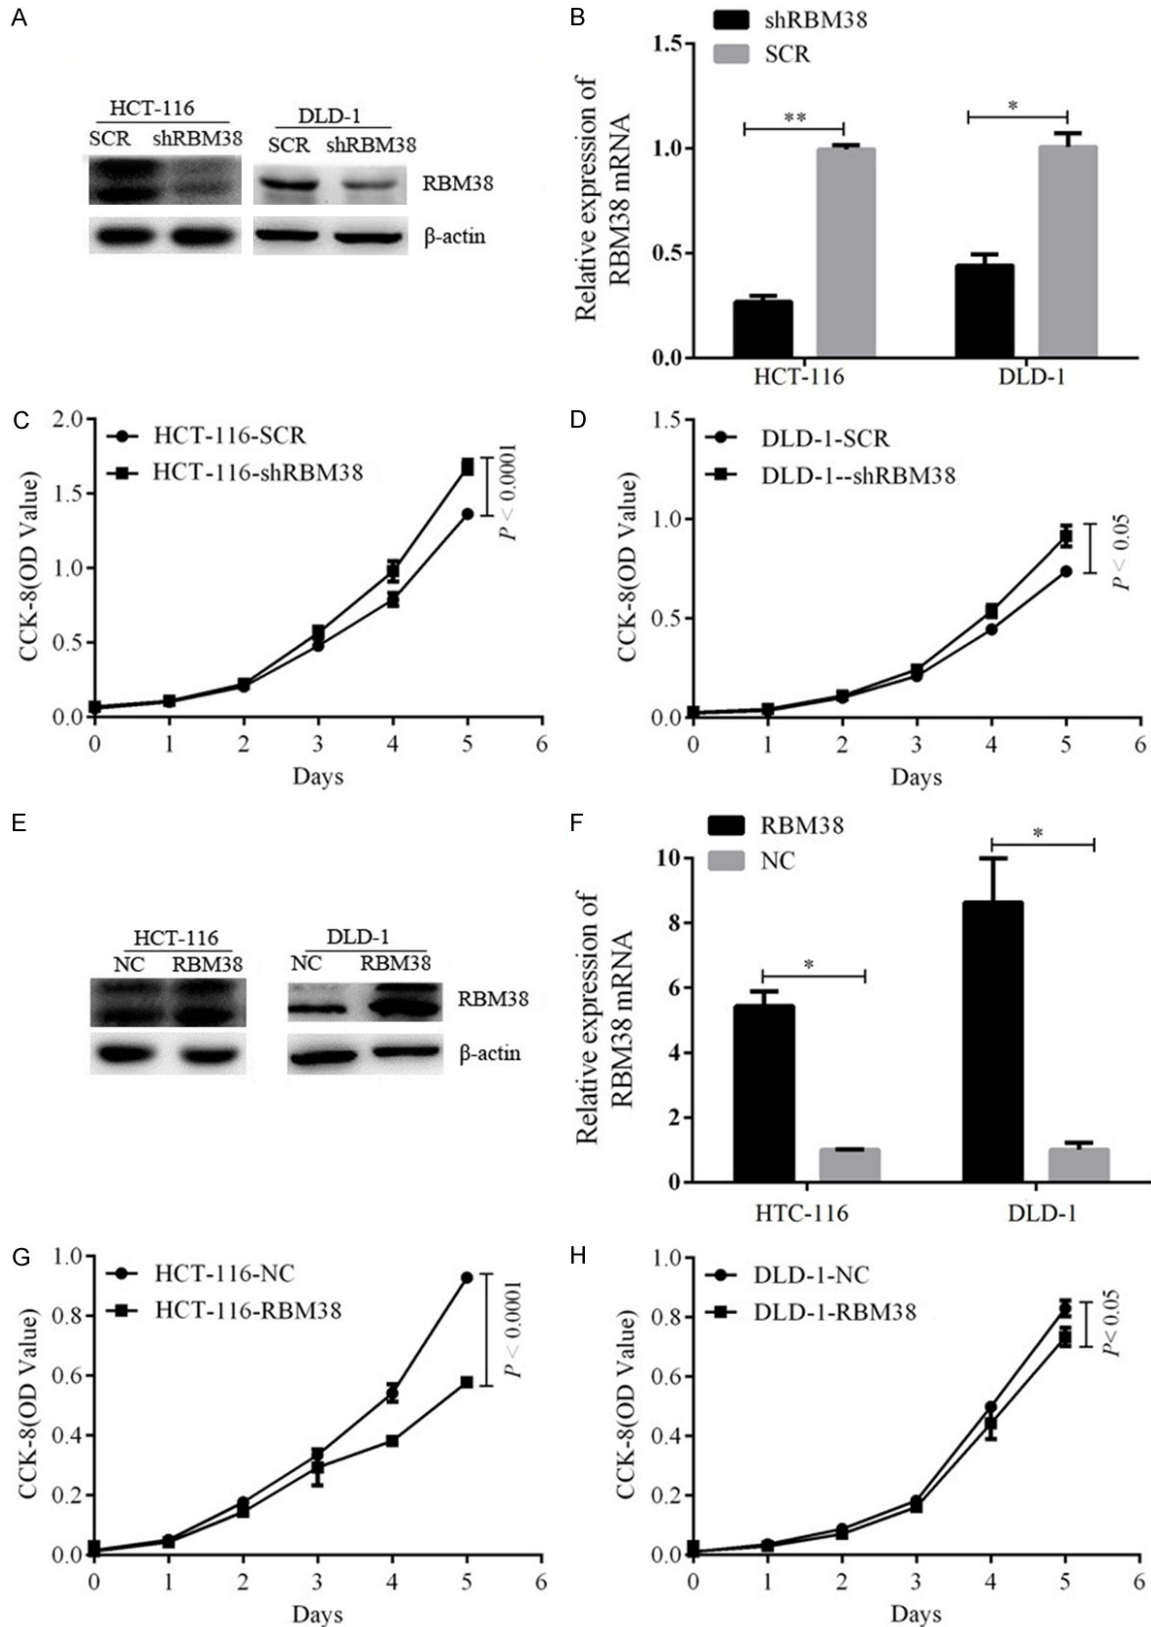 A
HCT-116
SCR shRBM38
DLD-1
SCR shRBM38
RBM38
β-actin
B
shRBM38
SCR
Relative expression of
RBM38 mRNA
1.5
1.0
0.5
0.0
**
*
HCT-116
DLD-1
C
HCT-116-SCR
HCT-116-shRBM38
CCK-8(OD Value)
2.0
1.5
1.0
0.5
0.0
P < 0.0001
0 1 2 3 4 5 6
Days
D
DLD-1-SCR
DLD-1--shRBM38
CCK-8(OD Value)
1.5
1.0
0.5
0.0
P < 0.05
0 1 2 3 4 5 6
Days
E
HCT-116
NC RBM38
DLD-1
NC RBM38
RBM38
β-actin
F
RBM38
NC
Relative expression of
RBM38 mRNA
10
8
6
4
2
0
*
*
HTC-116
DLD-1
G
HCT-116-NC
HCT-116-RBM38
CCK-8(OD Value)
1.0
0.8
0.6
0.4
0.2
0.0
P < 0.0001
0 1 2 3 4 5 6
Days
H
DLD-1-NC
DLD-1-RBM38
CCK-8(OD Value)
1.0
0.8
0.6
0.4
0.2
0.0
P< 0.05
0 1 2 3 4 5 6
Days